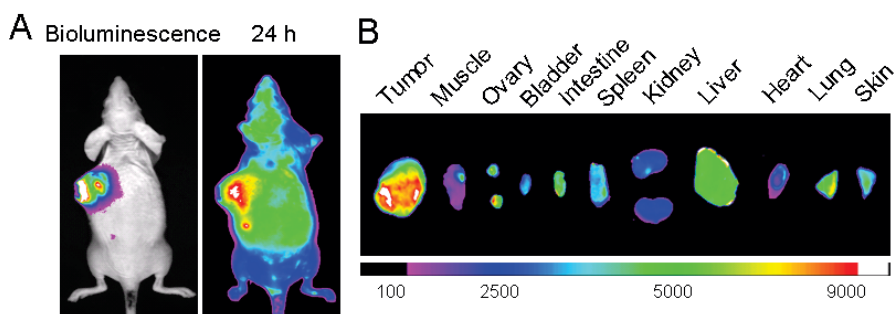 A
Bioluminescence
24 h
B
Tumor
Muscle
Ovary
Bladder
Intestine
Spleen
Kidney
Liver
Heart
Lung
Skin
100 2500 5000 9000